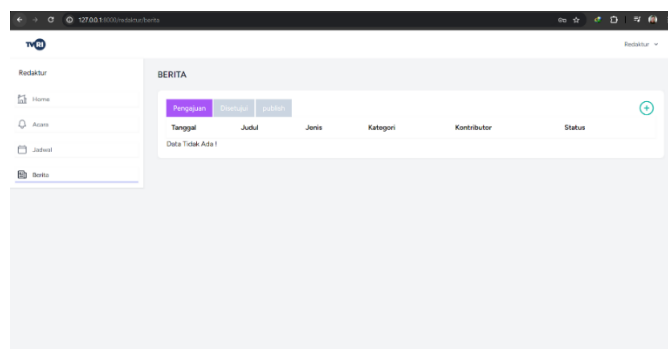 127.0.0.1:8000/redaktur/berita
TVRI
Redaktur
Redaktur
BERITA
Home
Pengajuan Disetujui publish
Acara
Tanggal Judul Jenis Kategori Kontributor Status
Data Tidak Ada !
Jadwal
Berita